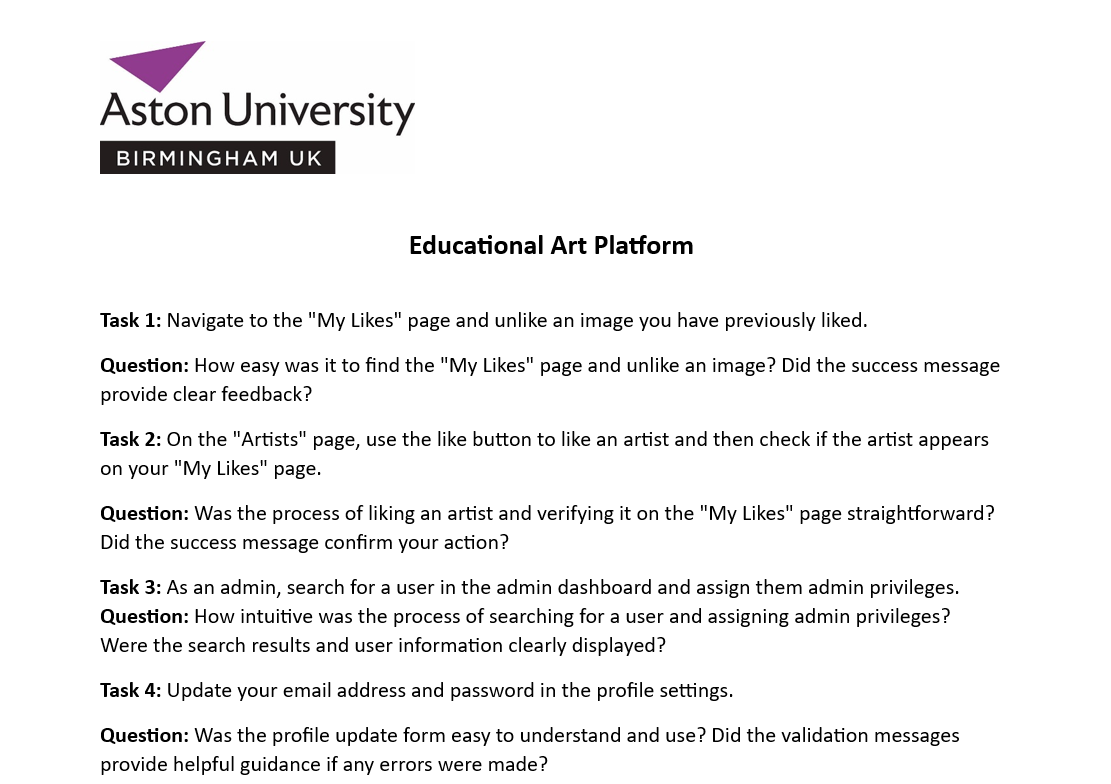 Aston University
BIRMINGHAM UK
Educational Art Platform
Task 1: Navigate to the "My Likes" page and unlike an image you have previously liked.
Question: How easy was it to find the "My Likes" page and unlike an image? Did the success message
provide clear feedback?
Task 2: On the "Artists" page, use the like button to like an artist and then check if the artist appears
on your "My Likes" page.
Question: Was the process of liking an artist and verifying it on the "My Likes" page straightforward?
Did the success message confirm your action?
Task 3: As an admin, search for a user in the admin dashboard and assign them admin privileges.
Question: How intuitive was the process of searching for a user and assigning admin privileges?
Were the search results and user information clearly displayed?
Task 4: Update your email address and password in the profile settings.
Question: Was the profile update form easy to understand and use? Did the validation messages
provide helpful guidance if any errors were made?